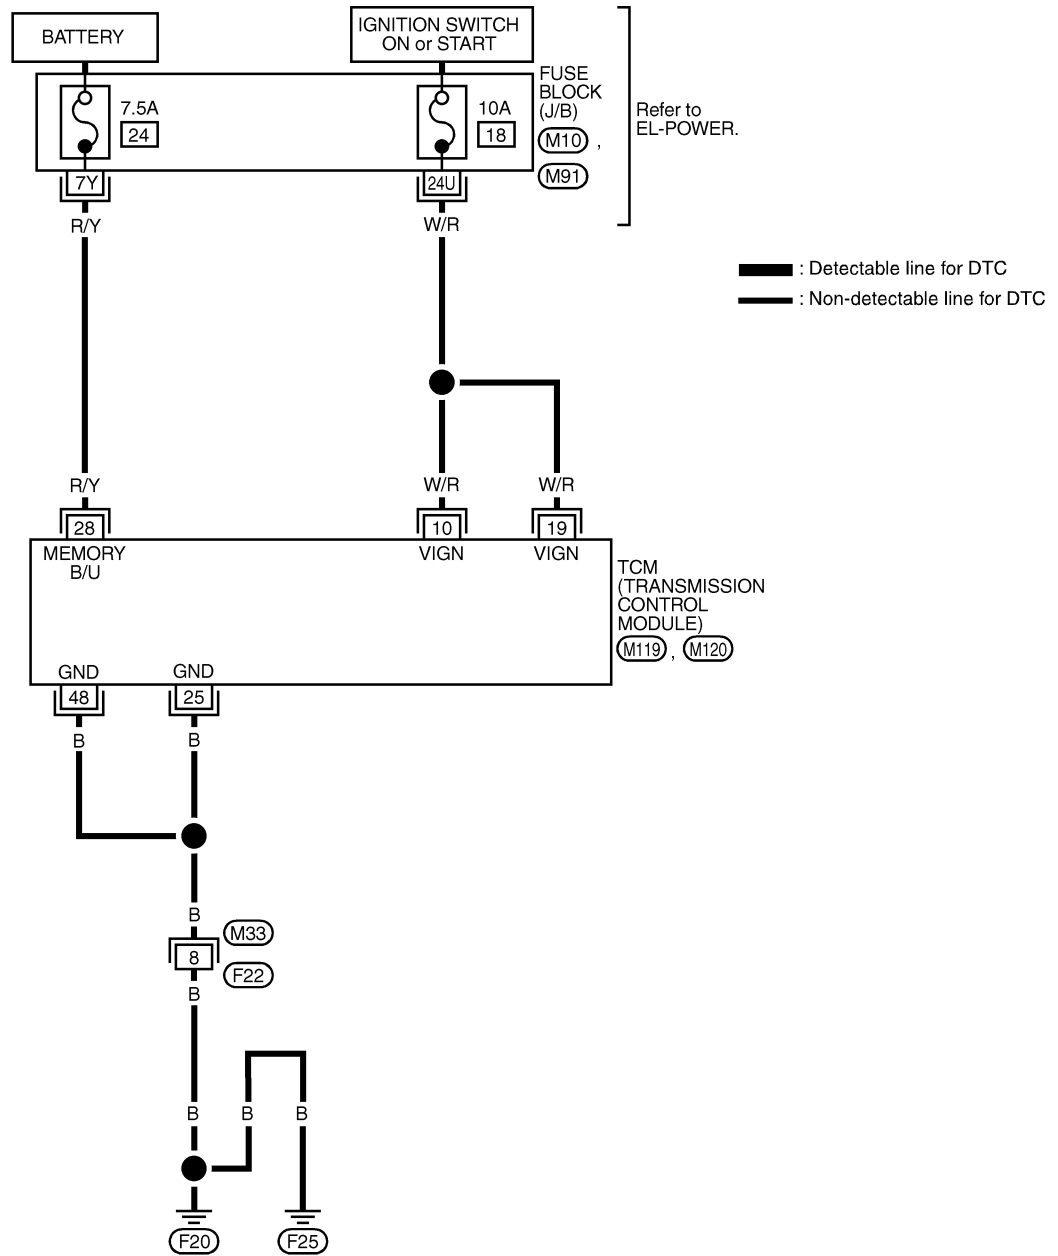 BATTERY
IGNITION SWITCH
ON or START
7.5A
24
10A
18
FUSE
BLOCK
(J/B)
M10 ,
M91
Refer to
EL-POWER.
7Y
24U
R/Y
W/R
: Detectable line for DTC
: Non-detectable line for DTC
R/Y
W/R
W/R
28
10
19
MEMORY
B/U
VIGN
VIGN
TCM
(TRANSMISSION
CONTROL
MODULE)
M119 , M120
GND
GND
48
25
B
B
B
M33
8
F22
B
B
B
B
F20
F25